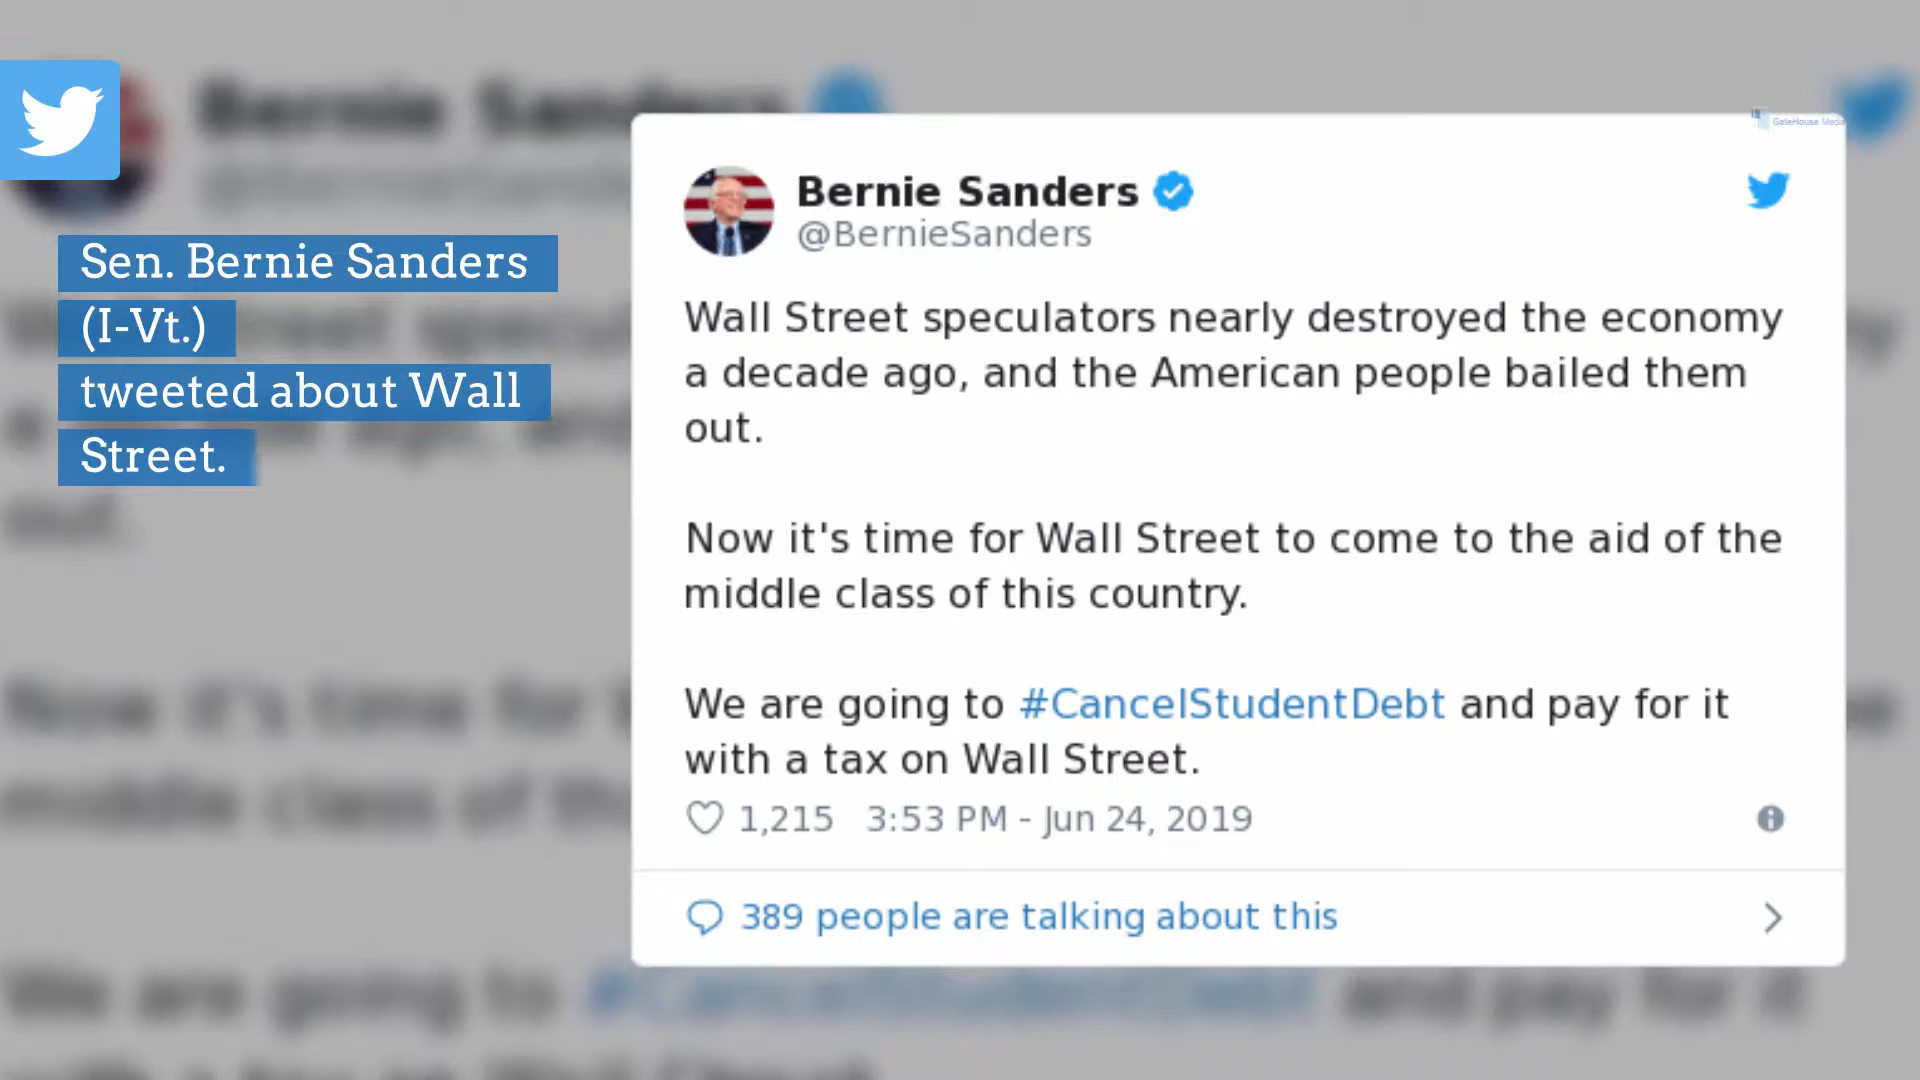 Sen. Bernie Sanders
(I-Vt.)
tweeted about Wall
Street.
GateHouse Media
Bernie Sanders
@BernieSanders
Wall Street speculators nearly destroyed the economy
a decade ago, and the American people bailed them
out.
Now it's time for Wall Street to come to the aid of the
middle class of this country.
We are going to #CancelStudentDebt and pay for it
with a tax on Wall Street.
1,215 3:53 PM - Jun 24, 2019
389 people are talking about this